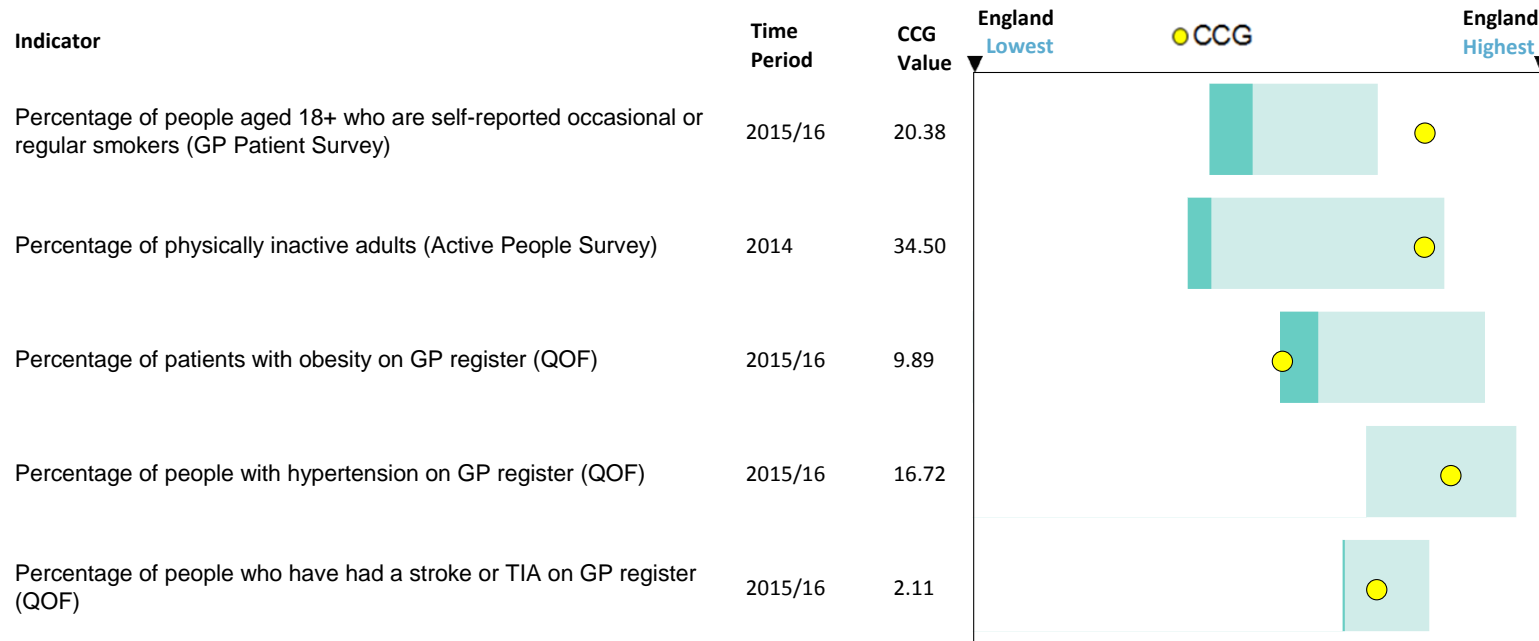 Indicator
Time
Period
CCG
Value
England
Lowest
CCG
England
Highest
Percentage of people aged 18+ who are self-reported occasional or
regular smokers (GP Patient Survey)
2015/16
20.38
Percentage of physically inactive adults (Active People Survey)
2014
34.50
Percentage of patients with obesity on GP register (QOF)
2015/16
9.89
Percentage of people with hypertension on GP register (QOF)
2015/16
16.72
Percentage of people who have had a stroke or TIA on GP register
(QOF)
2015/16
2.11